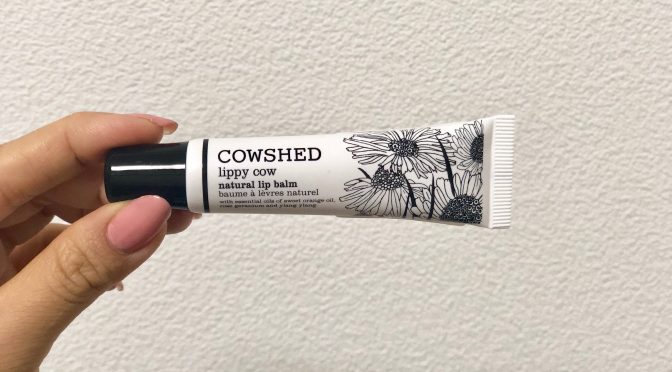 COWSHED
lippy cow
natural lip balm
baume à lèvres naturel
with essential oils of sweet orange oil,
rose geranium and ylang ylang